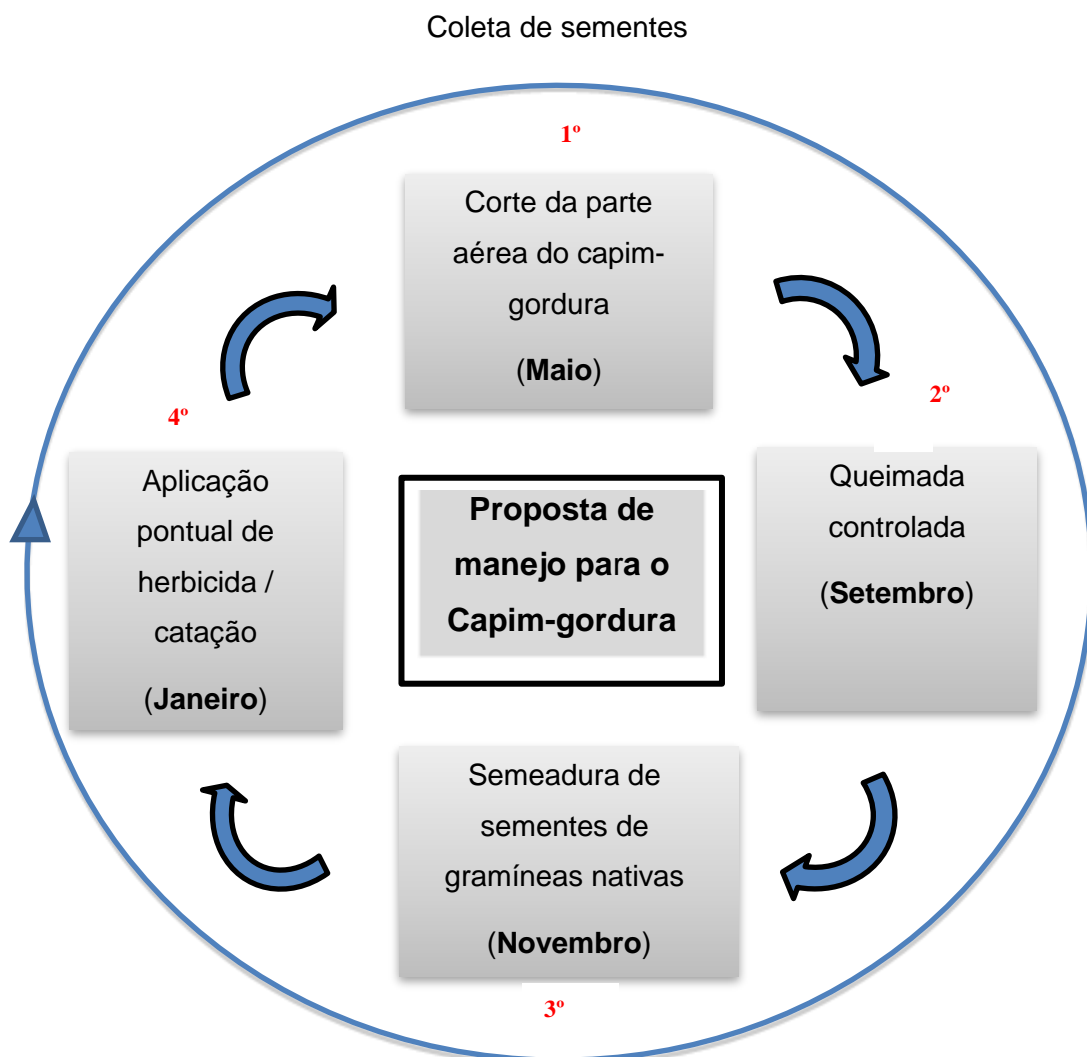 Coleta de sementes
1º
Corte da parte
aérea do capim-
gordura
(Maio)
2º
Queimada
controlada
(Setembro)
3º
Semeadura de
sementes de
gramíneas nativas
(Novembro)
4º
Aplicação
pontual de
herbicida /
catação
(Janeiro)
Proposta de
manejo para o
Capim-gordura